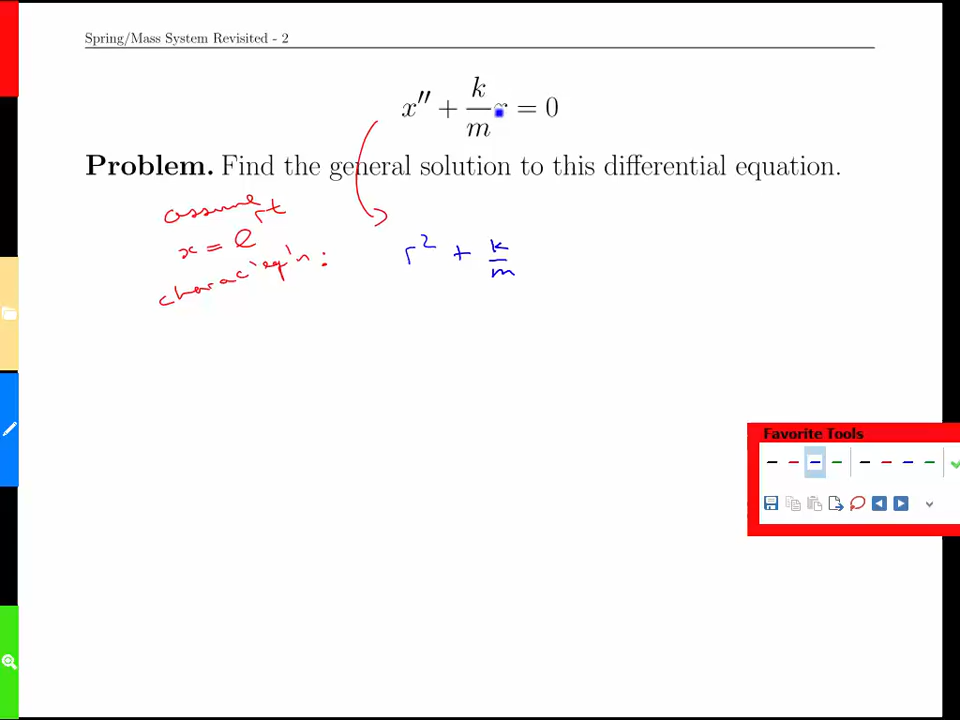 Spring/Mass System Revisited - 2
x″ + k/m x = 0
Problem. Find the general solution to this differential equation.
assume
x = e^rt
charac' eq'n :
r² + k/m
Favorite Tools